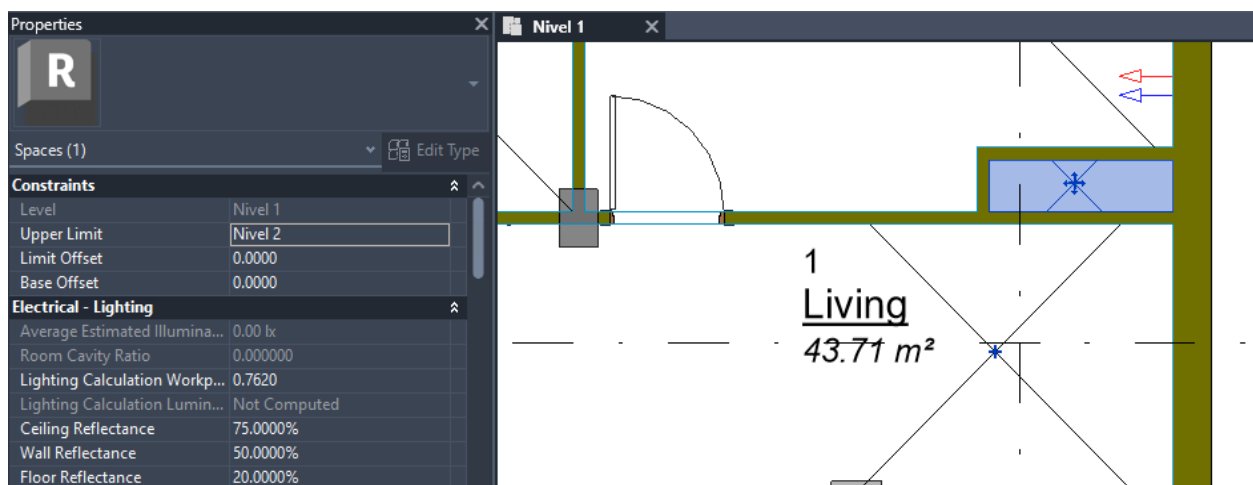 Properties
Nivel 1
R
Spaces (1)
Edit Type
Constraints
Level Nivel 1
Upper Limit Nivel 2
Limit Offset 0.0000
Base Offset 0.0000
Electrical - Lighting
Average Estimated Illumina... 0.00 lx
Room Cavity Ratio 0.000000
Lighting Calculation Workp... 0.7620
Lighting Calculation Lumin... Not Computed
Ceiling Reflectance 75.0000%
Wall Reflectance 50.0000%
Floor Reflectance 20.0000%
1
Living
43.71 m²